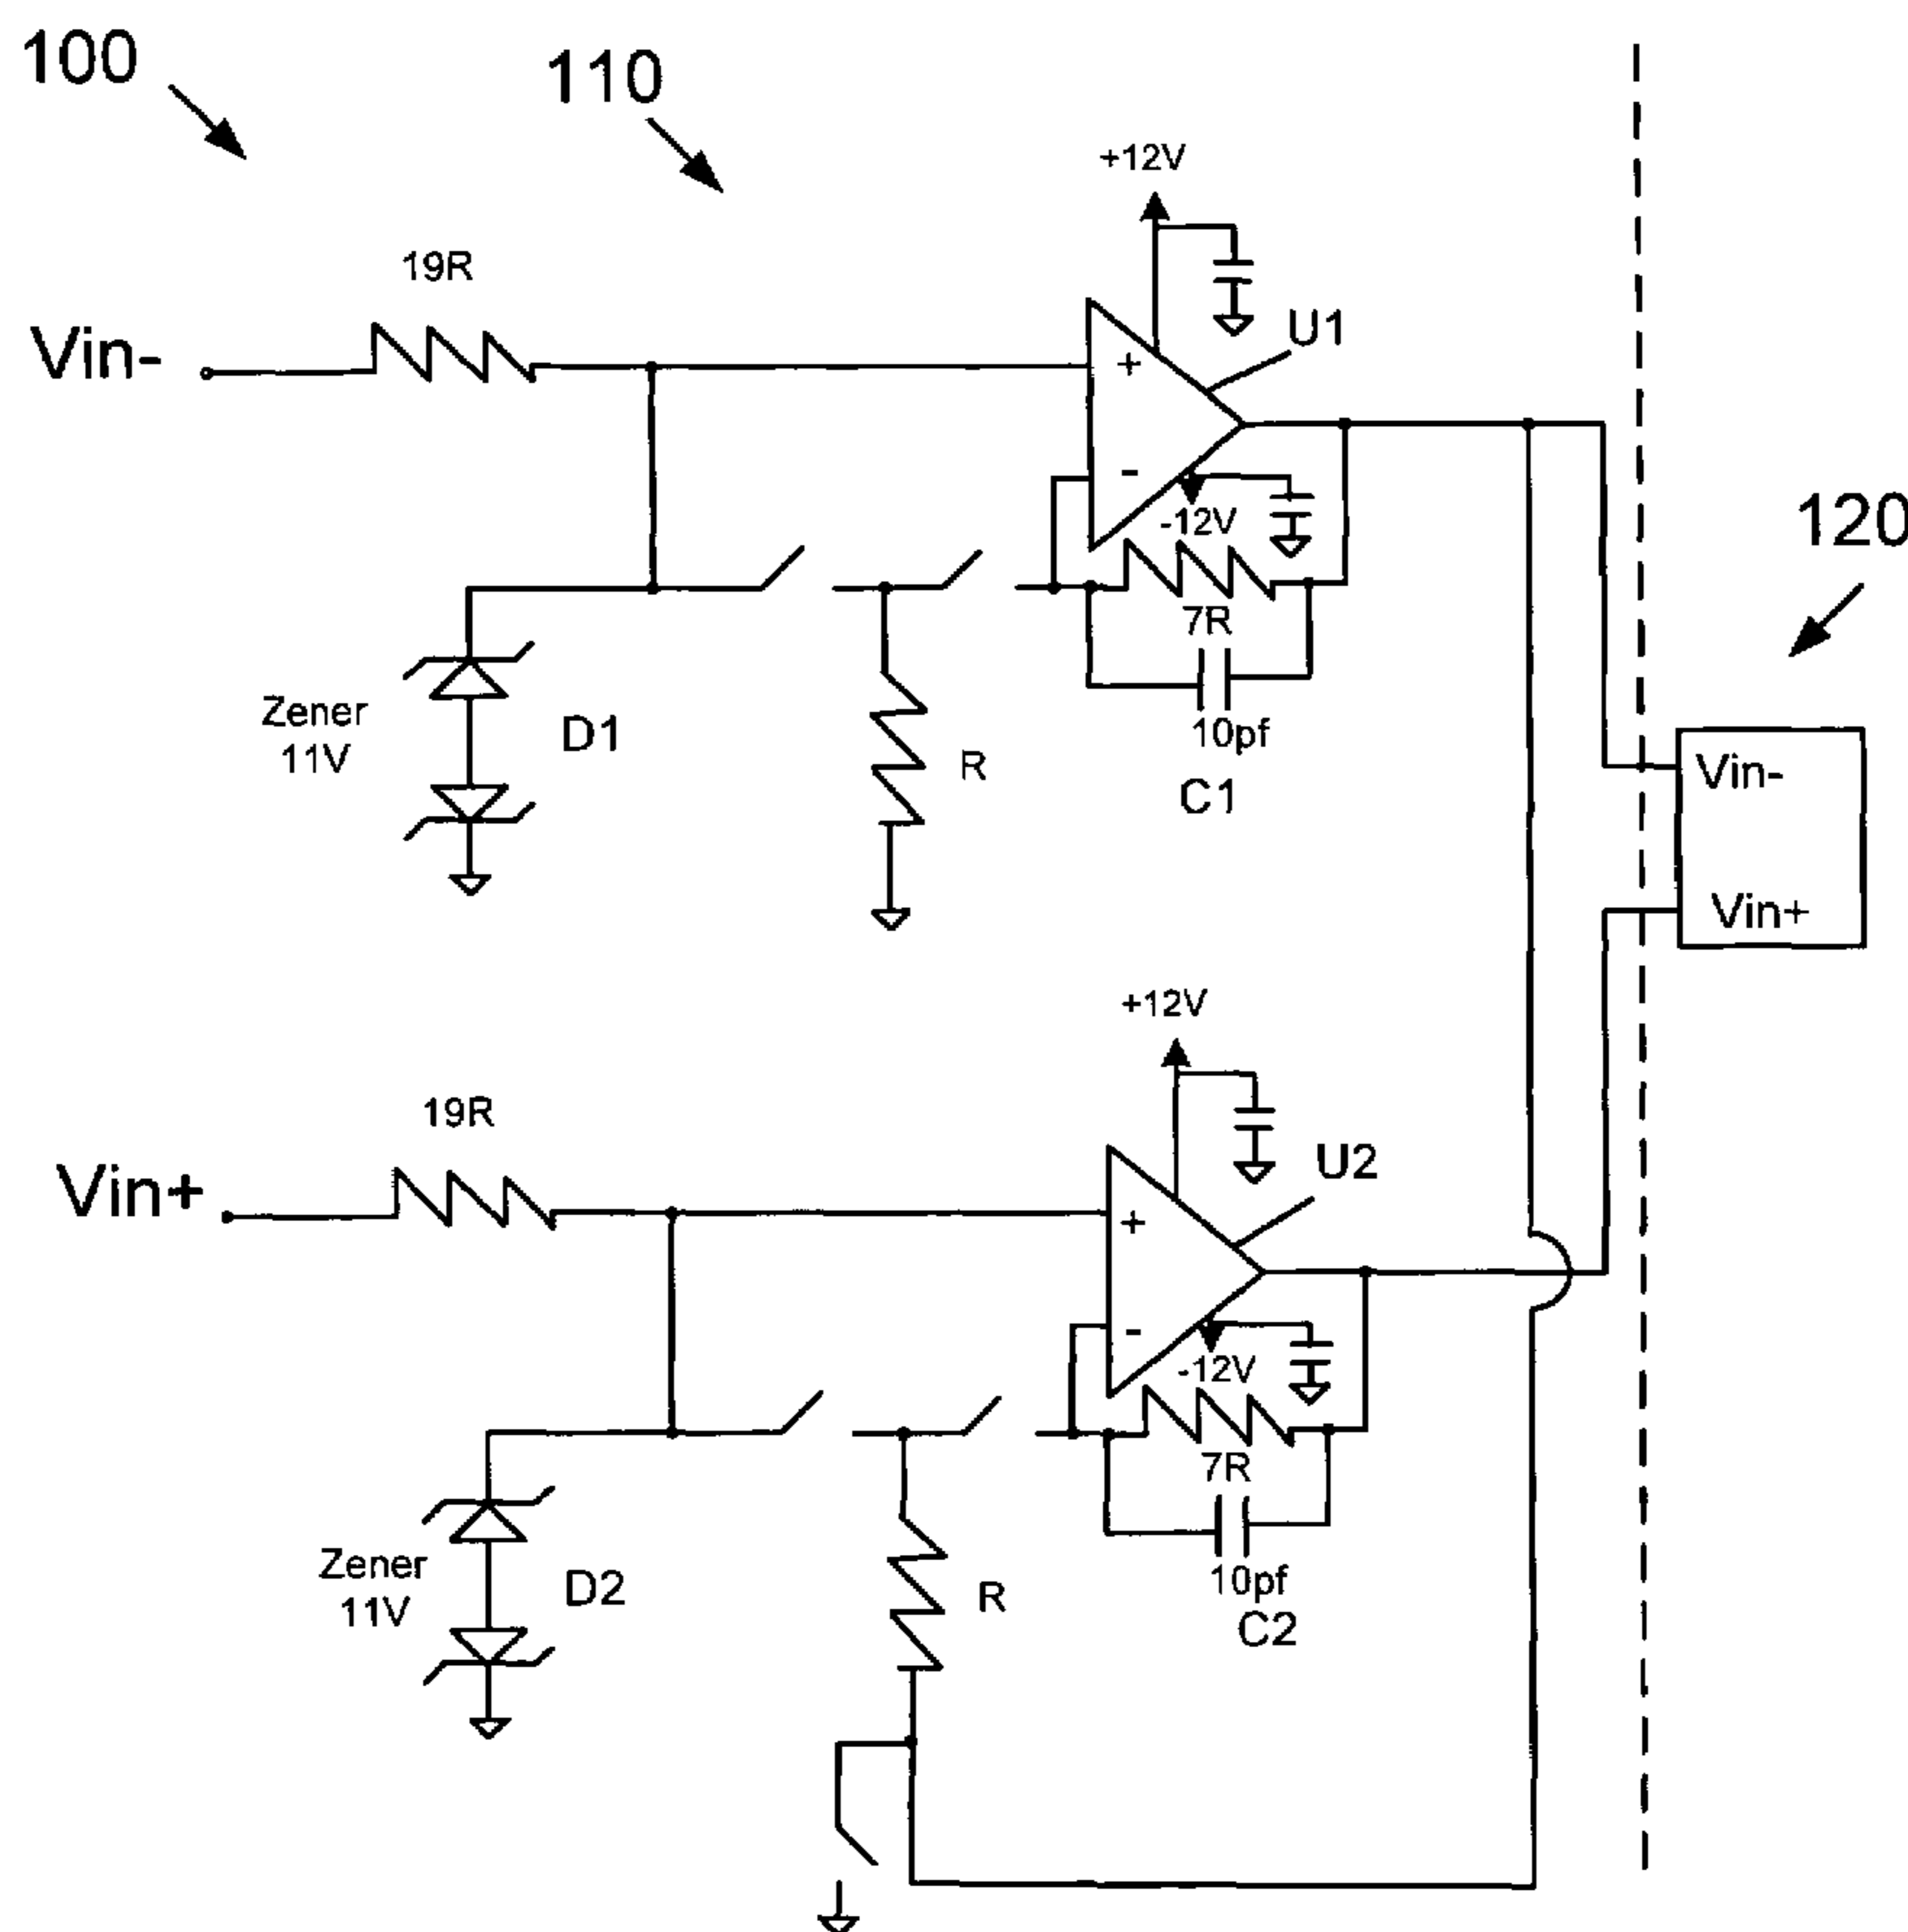 100
110
+12V
19R
Vin-
+
U1
-
-12V
120
7R
Zener
11V
D1
R
10pf
C1
Vin-
Vin+
+12V
19R
Vin+
+
U2
-
-12V
7R
Zener
11V
D2
R
10pf
C2